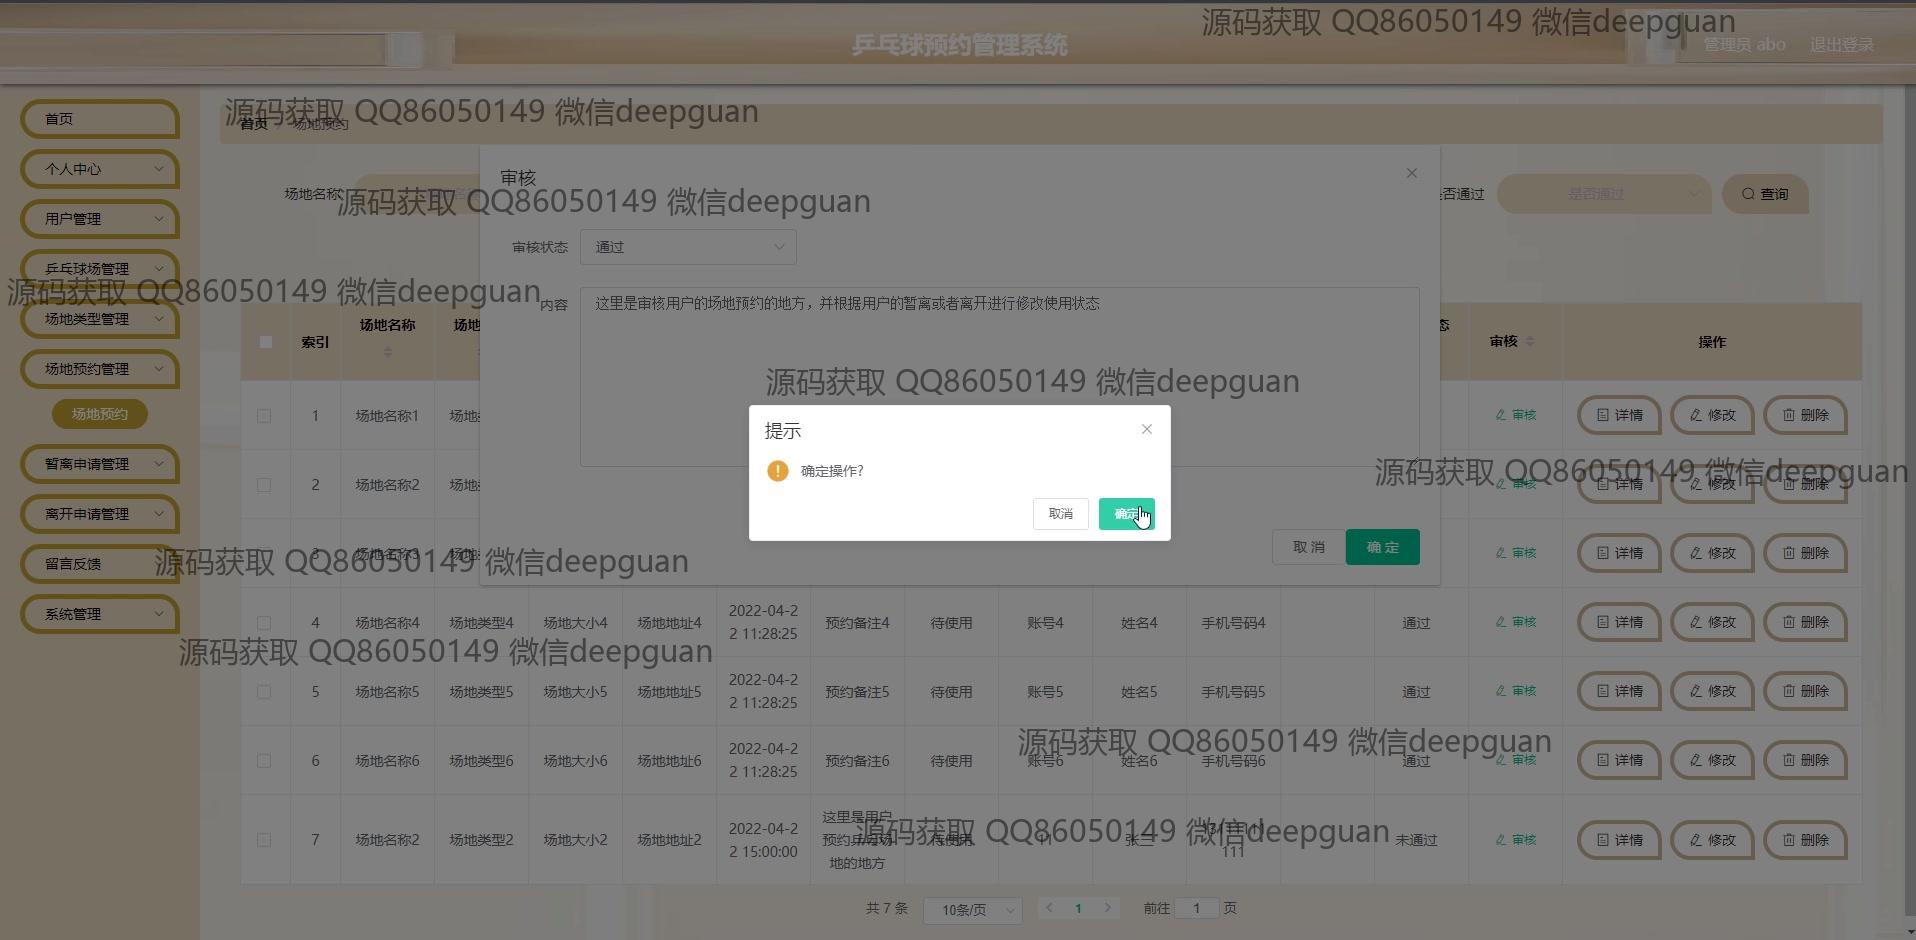 源码获取 QQ86050149 微信deepguan
乒乓球预约管理系统
管理员 abo 退出登录
首页
个人中心
用户管理
乒乓球场管理
场地类型管理
场地预约管理
场地预约
暂离申请管理
离开申请管理
留言反馈
系统管理
源码获取 QQ86050149 微信deepguan
首页 场地预约
场地名称
是否通过 是否通过 查询
源码获取 QQ86050149 微信deepguan
审核
审核状态 通过
源码获取 QQ86050149 微信deepguan
内容 这里是审核用户的场地预约的地方，并根据用户的暂离或者离开进行修改使用状态
源码获取 QQ86050149 微信deepguan
提示
确定操作?
取消 确定
取 消 确 定
索引 场地名称 场地 态 审核 操作
1 场地名称1 场地 审核 详情 修改 删除
源码获取 QQ86050149 微信deepguan
2 场地名称2 场地 审核 详情 修改 删除
3 场地名称3 场地 审核 详情 修改 删除
源码获取 QQ86050149 微信deepguan
4 场地名称4 场地类型4 场地大小4 场地地址4 2022-04-2
2 11:28:25 预约备注4 待使用 账号4 姓名4 手机号码4 通过 审核 详情 修改 删除
源码获取 QQ86050149 微信deepguan
5 场地名称5 场地类型5 场地大小5 场地地址5 2022-04-2
2 11:28:25 预约备注5 待使用 账号5 姓名5 手机号码5 通过 审核 详情 修改 删除
源码获取 QQ86050149 微信deepguan
6 场地名称6 场地类型6 场地大小6 场地地址6 2022-04-2
2 11:28:25 预约备注6 待使用 账号6 姓名6 手机号码6 通过 审核 详情 修改 删除
源码获取 QQ86050149 微信deepguan
7 场地名称2 场地类型2 场地大小2 场地地址2 2022-04-2
2 15:00:00 这里是用户
预约乒乓球场
地的地方 待使用 11 张三 111 未通过 审核 详情 修改 删除
共 7 条 10条/页 1 前往 1 页